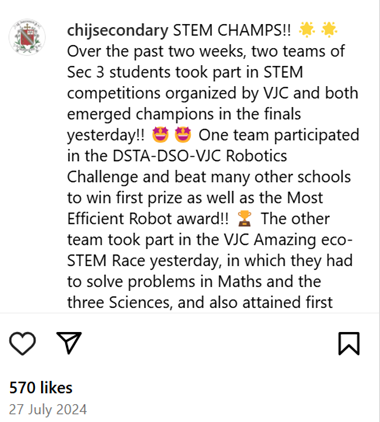 chijsecondary STEM CHAMPS!! 🌟 🌟
Over the past two weeks, two teams of
Sec 3 students took part in STEM
competitions organized by VJC and both
emerged champions in the finals
yesterday!! 🤩 🤩 One team participated
in the DSTA-DSO-VJC Robotics
Challenge and beat many other schools
to win first prize as well as the Most
Efficient Robot award!! 🏆 The other
team took part in the VJC Amazing eco-
STEM Race yesterday, in which they had
to solve problems in Maths and the
three Sciences, and also attained first
570 likes
27 July 2024